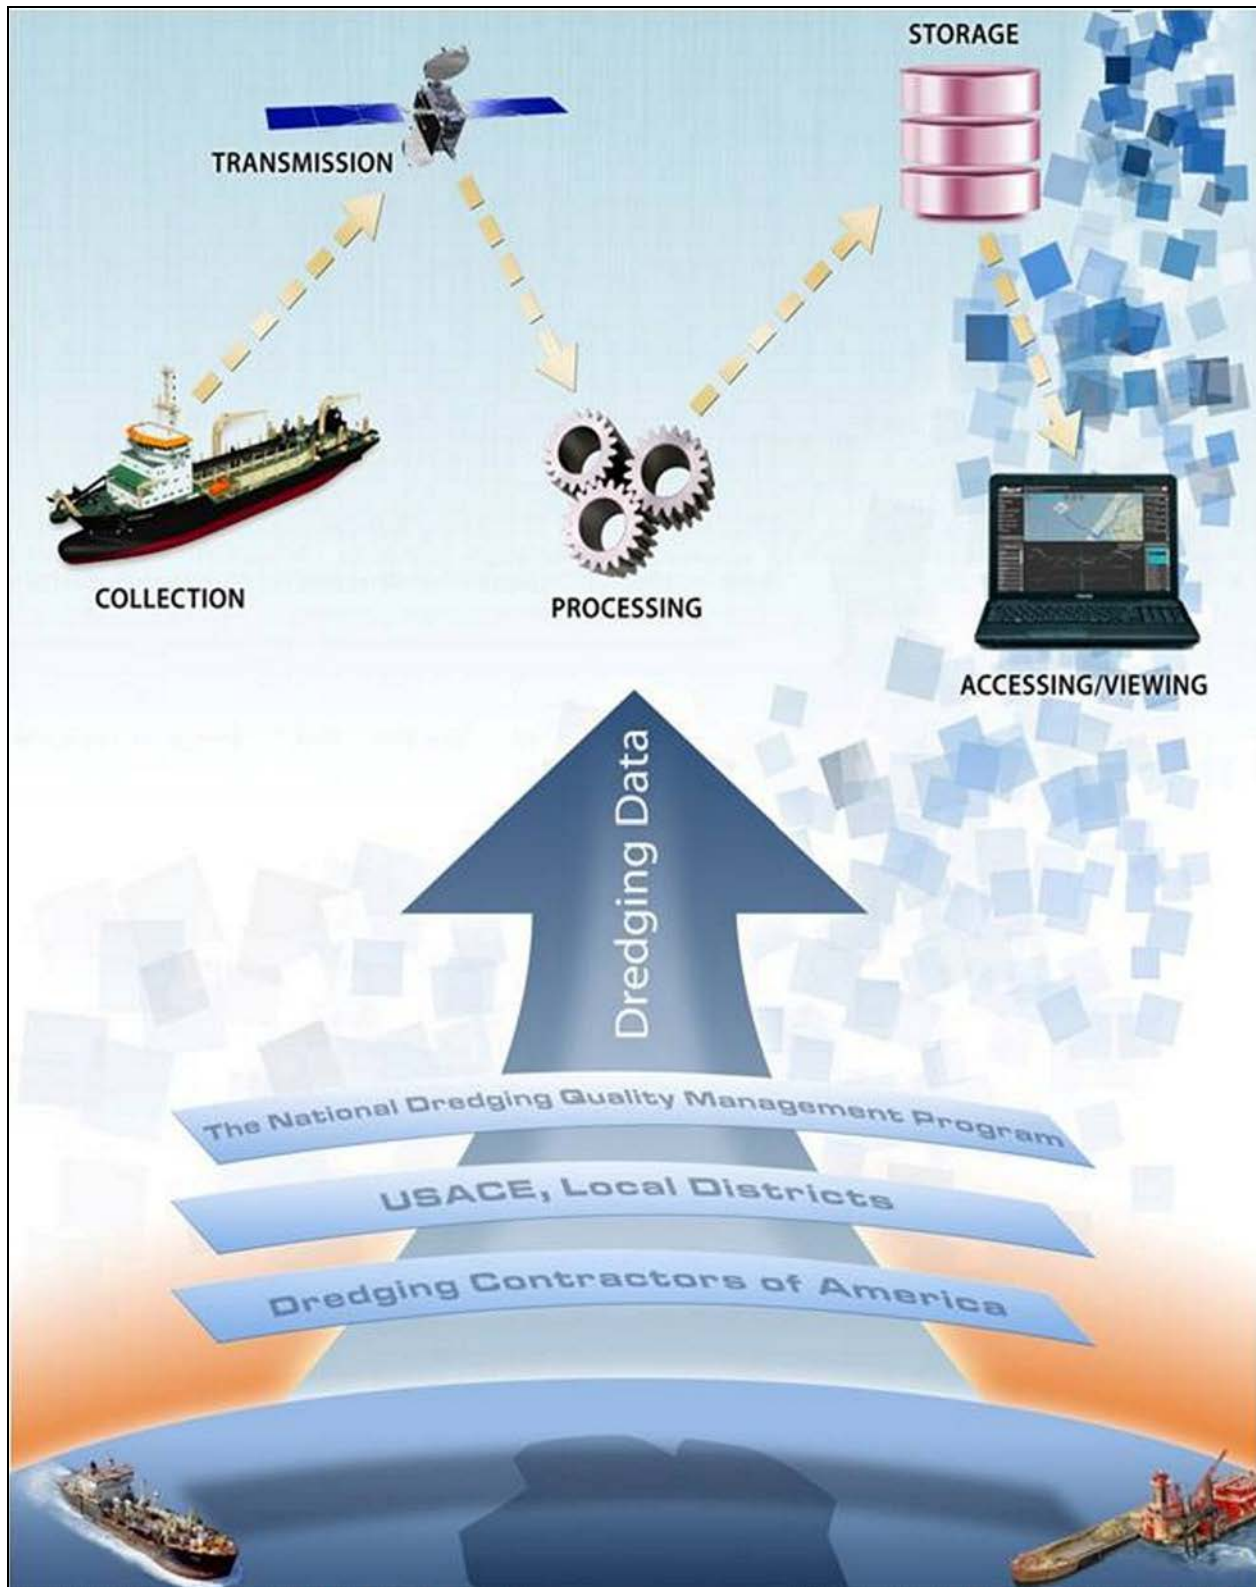 STORAGE
TRANSMISSION
COLLECTION
PROCESSING
ACCESSING/VIEWING
Dredging Data
The National Dredging Quality Management Program
USACE, Local Districts
Dredging Contractors of America